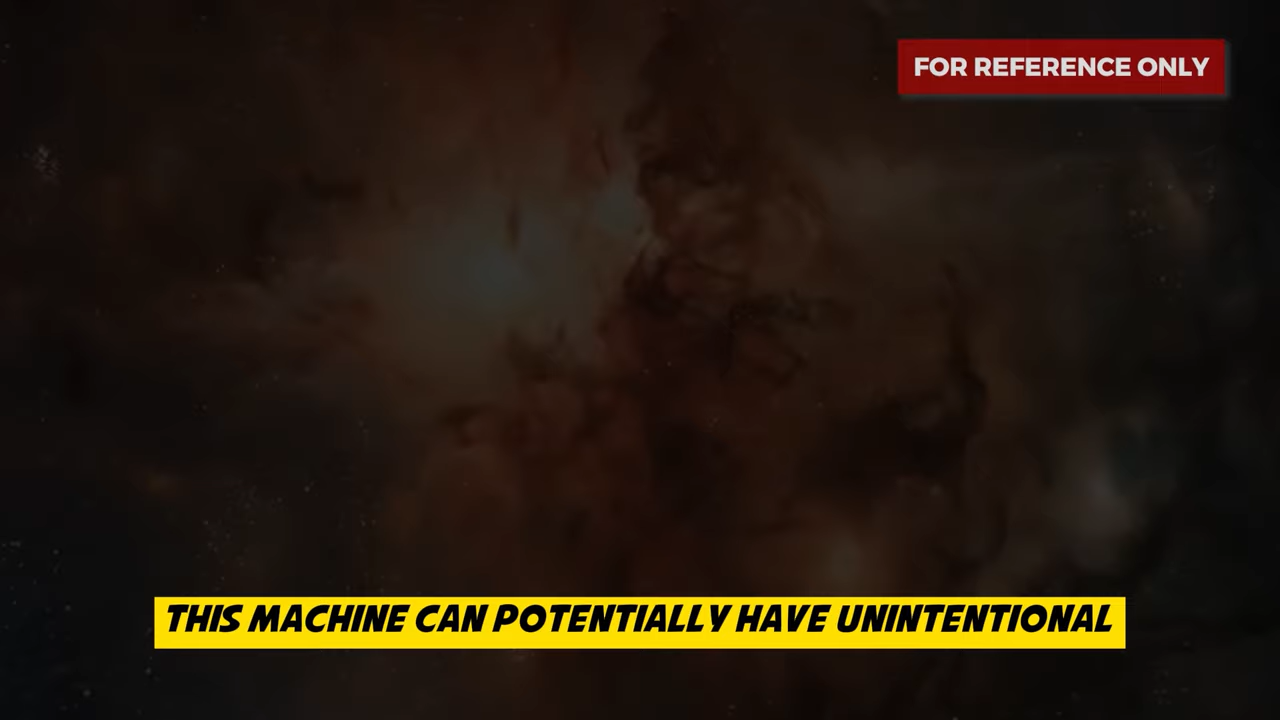 FOR REFERENCE ONLY
THIS MACHINE CAN POTENTIALLY HAVE UNINTENTIONAL